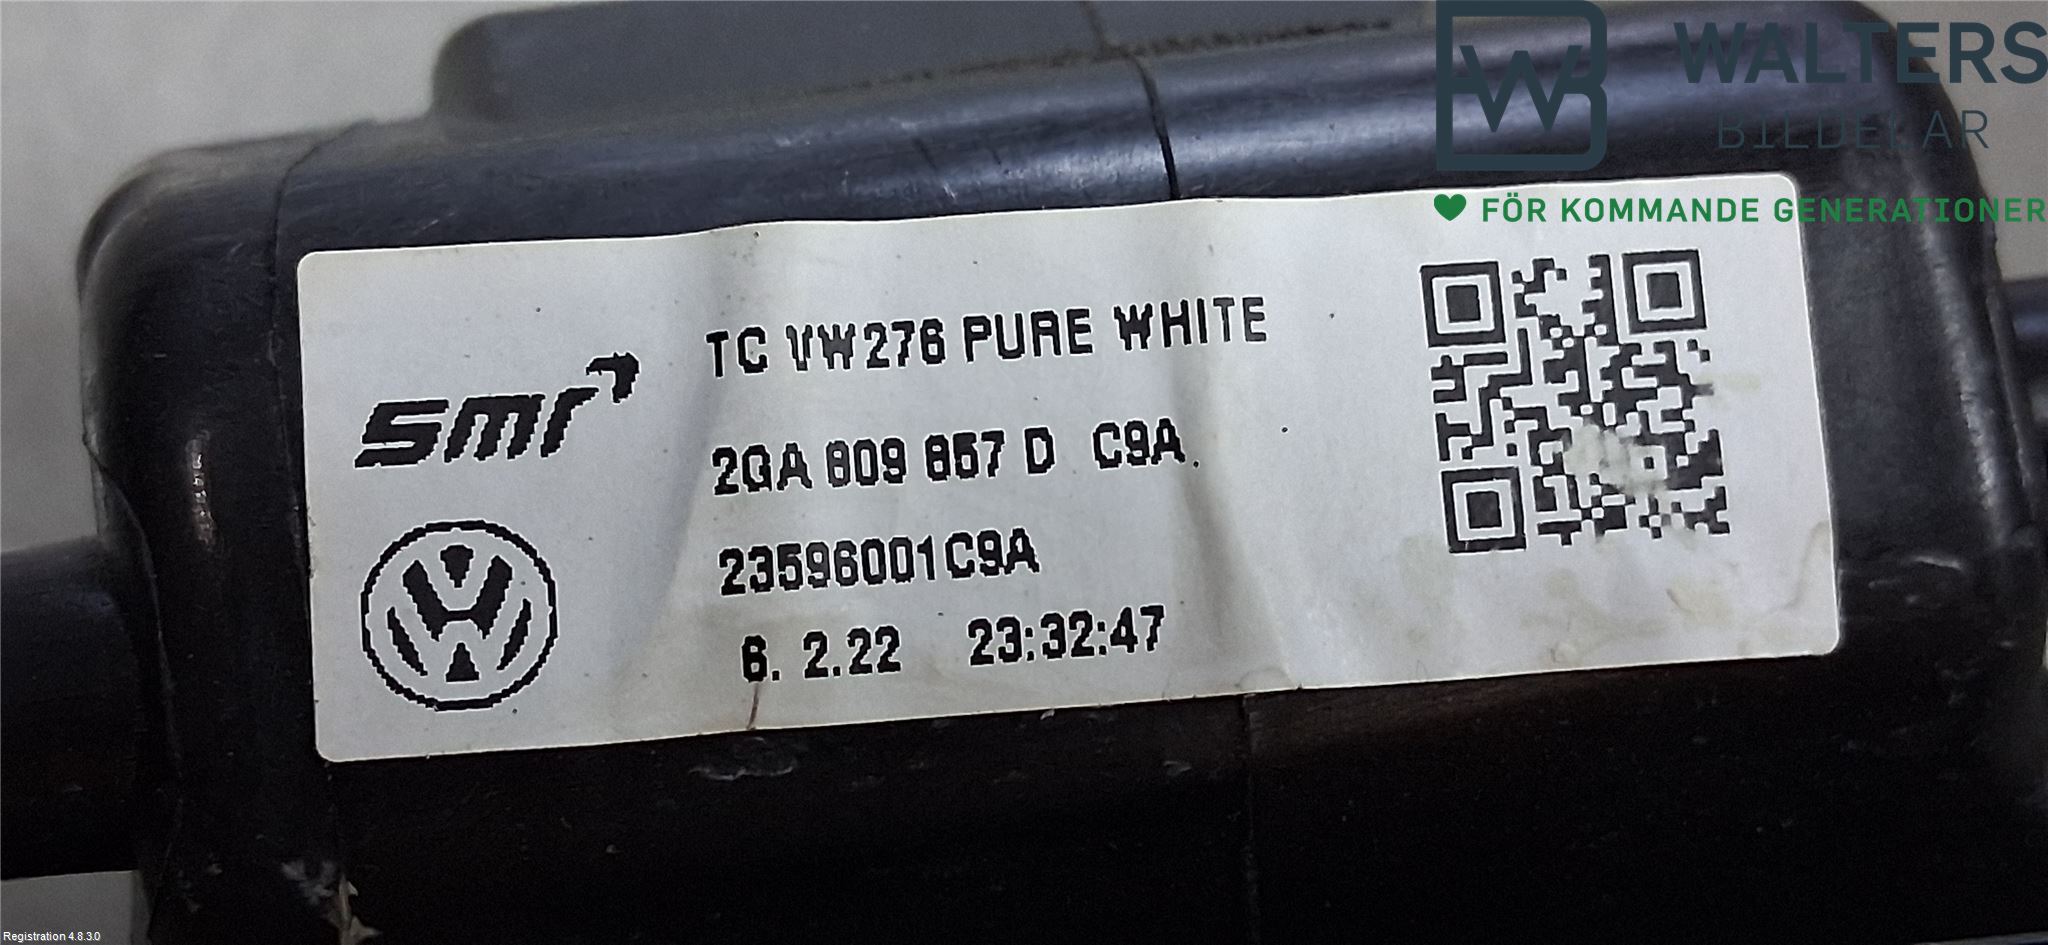 WALTERS
BILDELAR
FÖR KOMMANDE GENERATIONER
smr
TC VW276 PURE WHITE
2GA 809 857 D C9A.
23596001C9A
6. 2.22 23:32:47
Registration 4.8.3.0